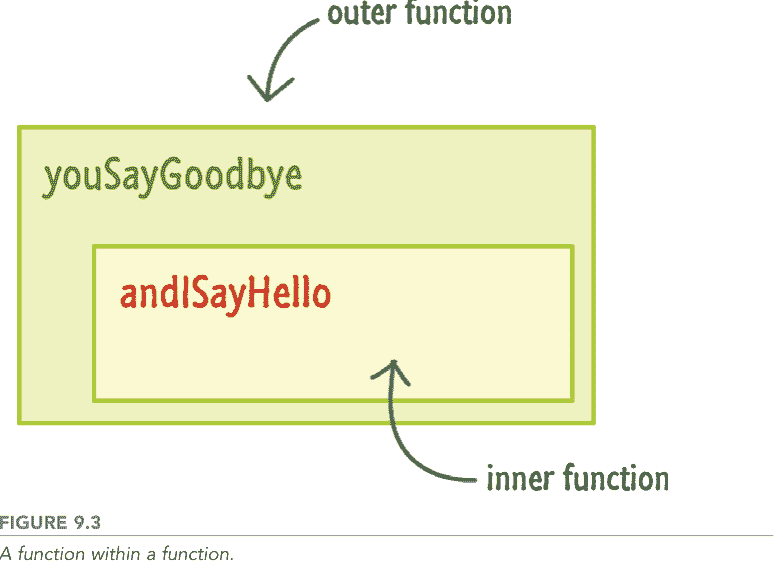 outer function
youSayGoodbye
andISayHello
inner function
FIGURE 9.3
A function within a function.